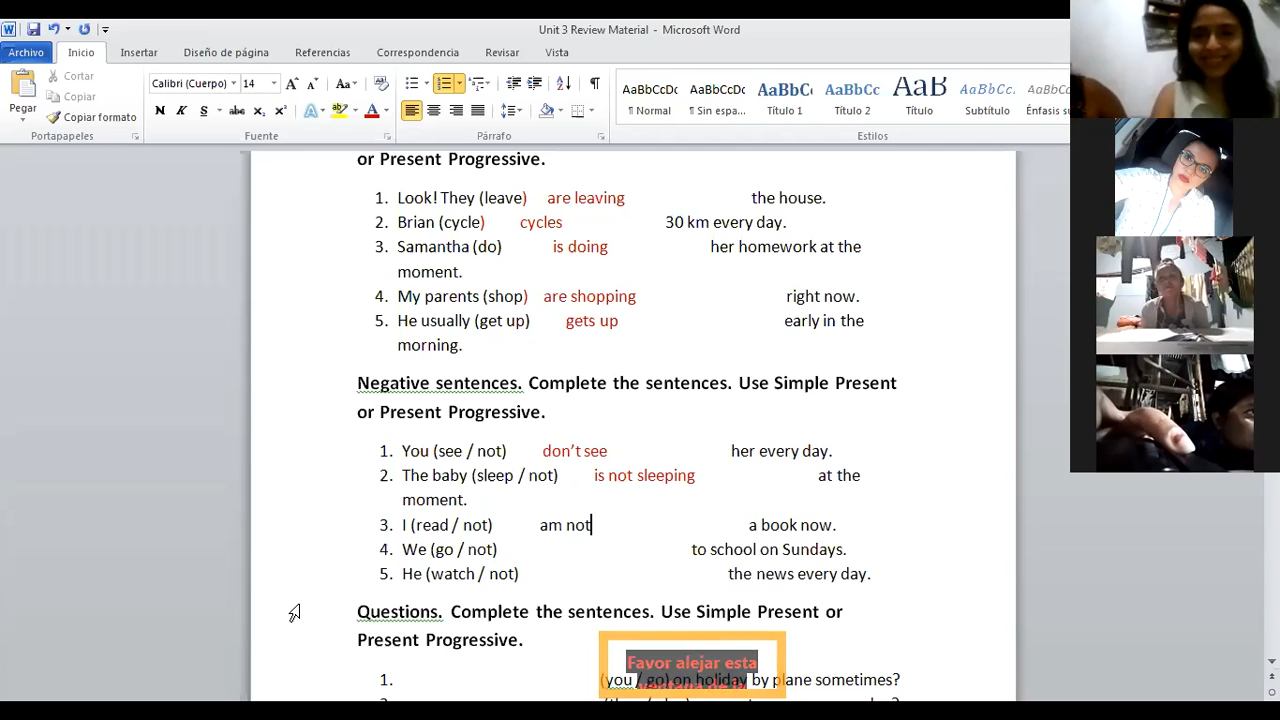 Unit 3 Review Material - Microsoft Word
Archivo Inicio Insertar Diseño de página Referencias Correspondencia Revisar Vista
Pegar
Cortar
Copiar
Copiar formato
Portapapeles
Calibri (Cuerpo) 14
Fuente
Párrafo
AaBbCcDc AaBbCcDc AaBbC AaBbCc AaB AaBbCc.
¶ Normal ¶ Sin espa... Título 1 Título 2 Título Subtítulo Énfasis
Estilos
or Present Progressive.
1. Look! They (leave) are leaving the house.
2. Brian (cycle) cycles 30 km every day.
3. Samantha (do) is doing her homework at the
moment.
4. My parents (shop) are shopping right now.
5. He usually (get up) gets up early in the
morning.
Negative sentences. Complete the sentences. Use Simple Present
or Present Progressive.
1. You (see / not) don't see her every day.
2. The baby (sleep / not) is not sleeping at the
moment.
3. I (read / not) am not a book now.
4. We (go / not) to school on Sundays.
5. He (watch / not) the news every day.
Questions. Complete the sentences. Use Simple Present or
Present Progressive.
Favor alejar esta
1. (you / go) on holiday by plane sometimes?